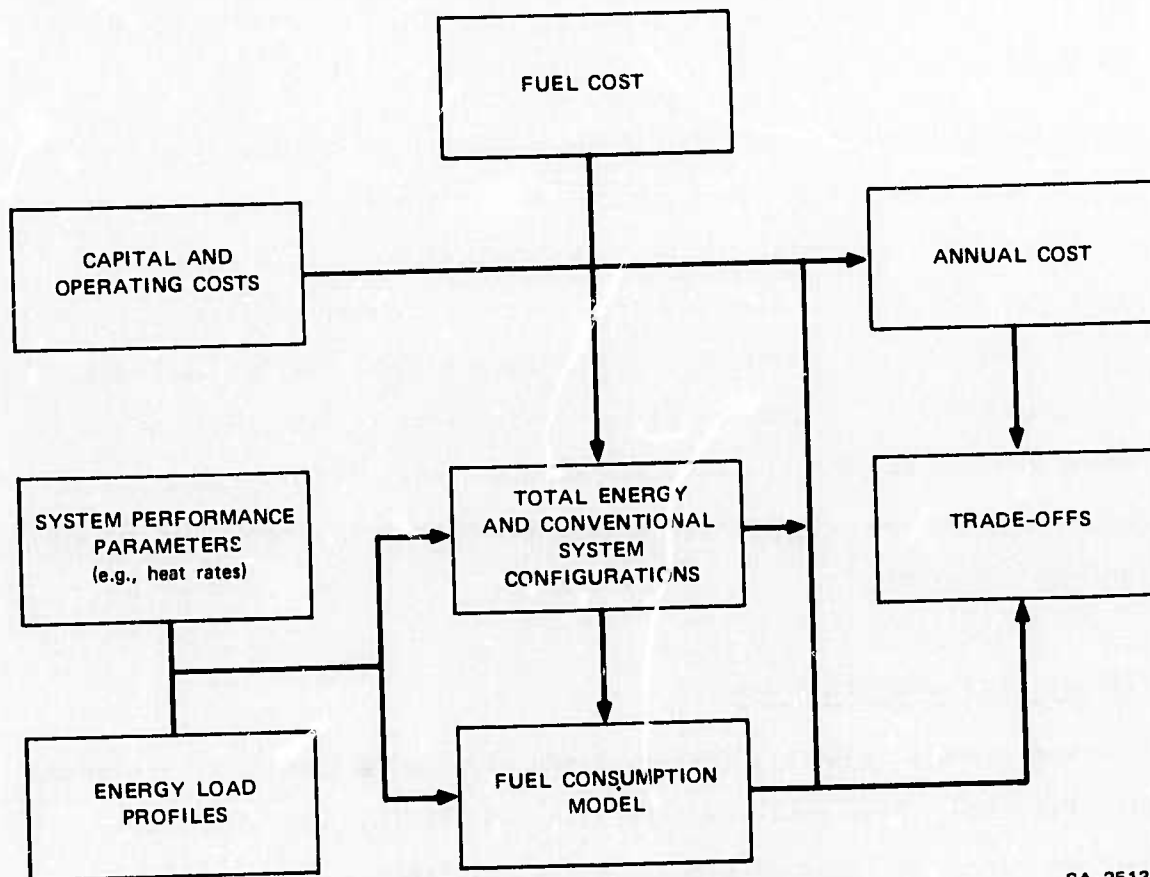 FUEL COST
CAPITAL AND
OPERATING COSTS
ANNUAL COST
SYSTEM PERFORMANCE
PARAMETERS
(e.g., heat rates)
TOTAL ENERGY
AND CONVENTIONAL
SYSTEM
CONFIGURATIONS
TRADE-OFFS
ENERGY LOAD
PROFILES
FUEL CONSUMPTION
MODEL